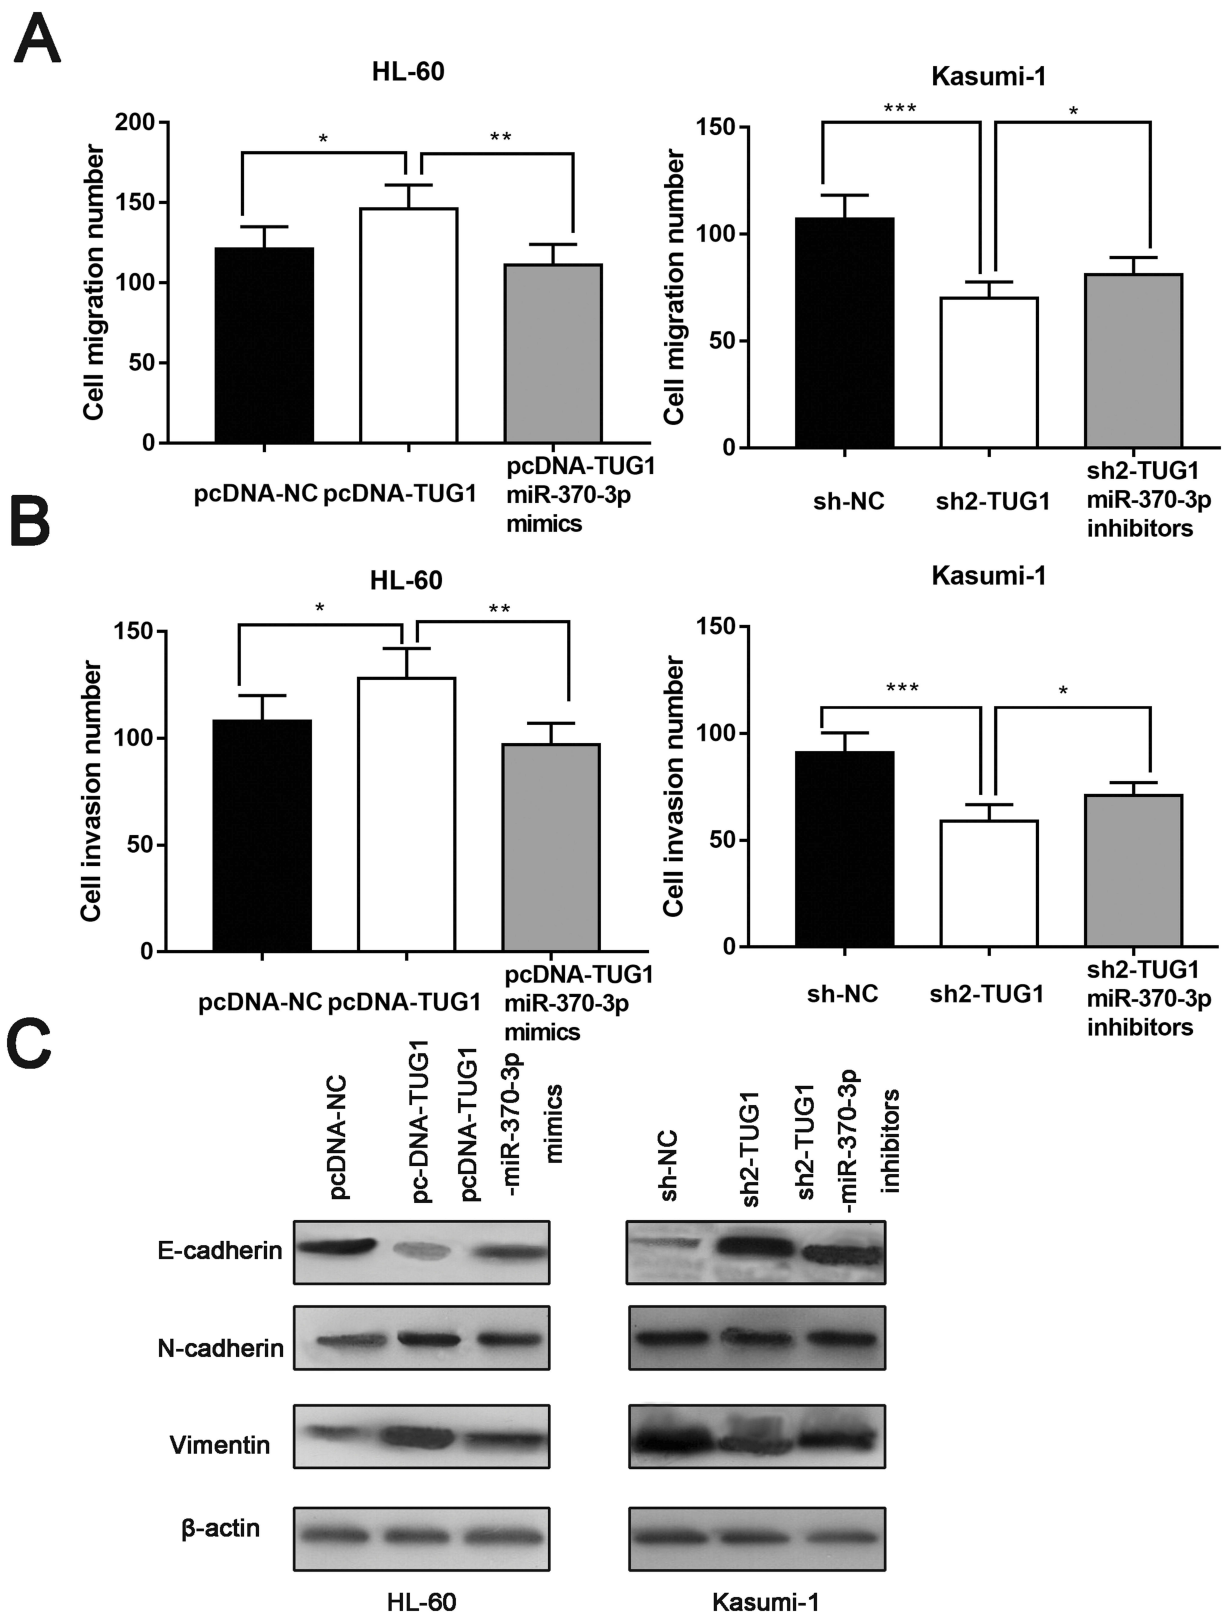 A
HL-60
Cell migration number
200
150
100
50
0
*
**
pcDNA-NC
pcDNA-TUG1
pcDNA-TUG1
miR-370-3p
mimics
Kasumi-1
Cell migration number
150
100
50
0
***
*
sh-NC
sh2-TUG1
sh2-TUG1
miR-370-3p
inhibitors
B
HL-60
Cell invasion number
150
100
50
0
*
**
pcDNA-NC
pcDNA-TUG1
pcDNA-TUG1
miR-370-3p
mimics
Kasumi-1
Cell invasion number
150
100
50
0
***
*
sh-NC
sh2-TUG1
sh2-TUG1
miR-370-3p
inhibitors
C
pcDNA-NC
pc-DNA-TUG1
pcDNA-TUG1
-miR-370-3p
mimics
sh-NC
sh2-TUG1
sh2-TUG1
-miR-370-3p
inhibitors
E-cadherin
N-cadherin
Vimentin
β-actin
HL-60
Kasumi-1